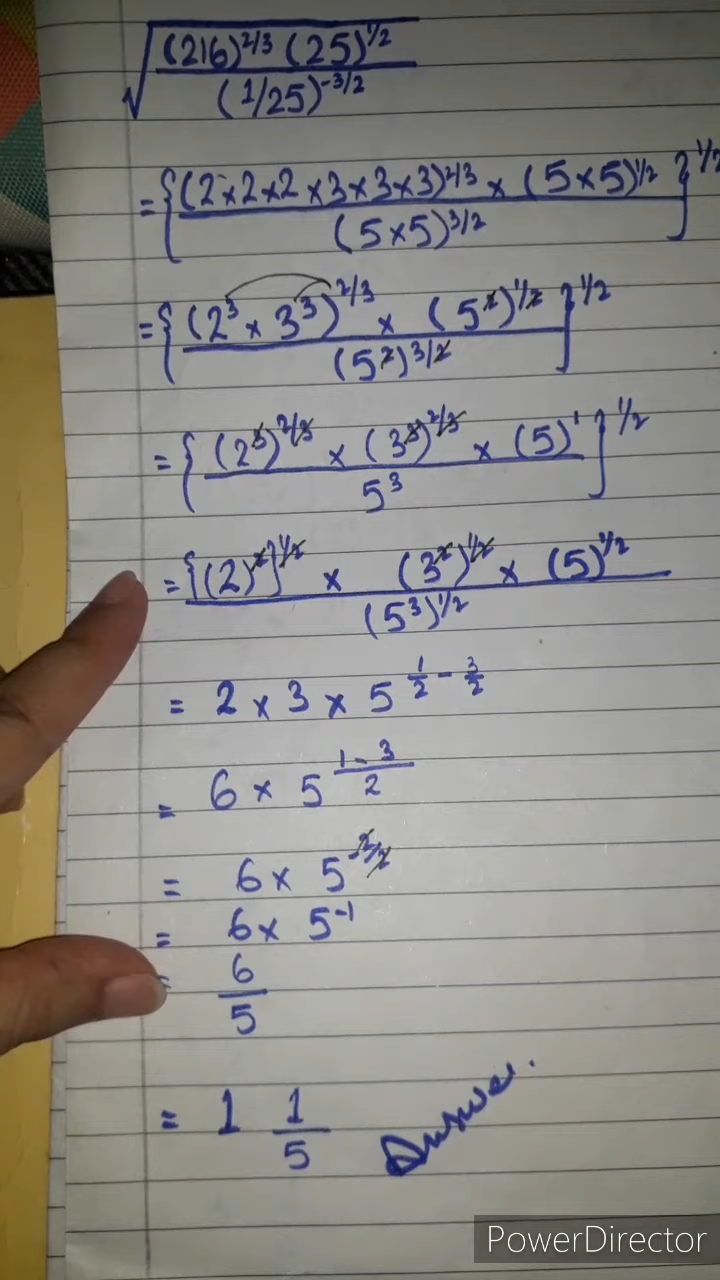 √((216)^2/3 (25)^1/2 / (1/25)^-3/2)
= {(2×2×2×3×3×3)^2/3 × (5×5)^1/2 / (5×5)^3/2}^1/2
= {(2^3 × 3^3)^2/3 × (5^2)^1/2 / (5^2)^3/2}^1/2
= {(2^3)^2/3 × (3^3)^2/3 × (5)^1 / 5^3}^1/2
= {(2)^2}^1/2 × (3^2)^1/2 × (5)^1/2 / (5^3)^1/2
= 2 × 3 × 5^(1/2 - 3/2)
= 6 × 5^((1-3)/2)
= 6 × 5^-2/2
= 6 × 5^-1
= 6/5
= 1 1/5 Answer.
PowerDirector